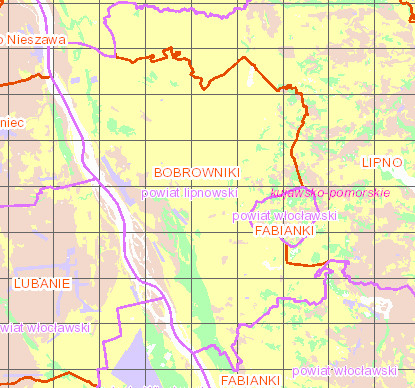 o Nieszawa
niec
BOBROWNIKI
LIPNO
powiat lipnowski
kujawsko-pomorskie
powiat włocławski
FABIANKI
LUBANIE
owiat włocławski
powiat włocławski
FABIANKI